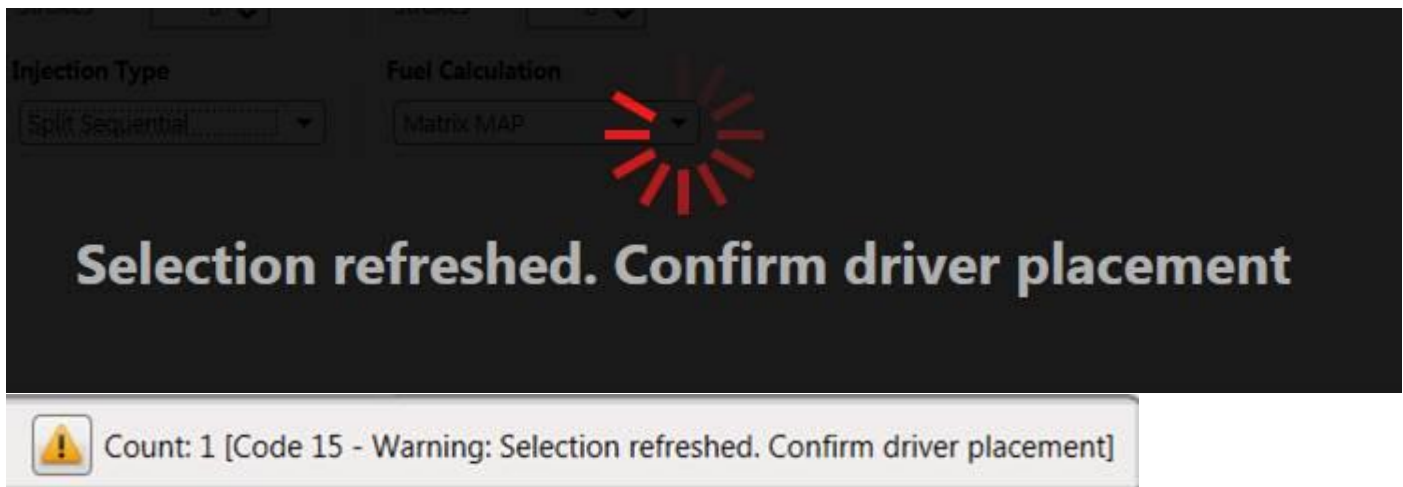 Injection Type Fuel Calculation
Split Sequential Matrix MAP
Selection refreshed. Confirm driver placement
Count: 1 [Code 15 - Warning: Selection refreshed. Confirm driver placement]